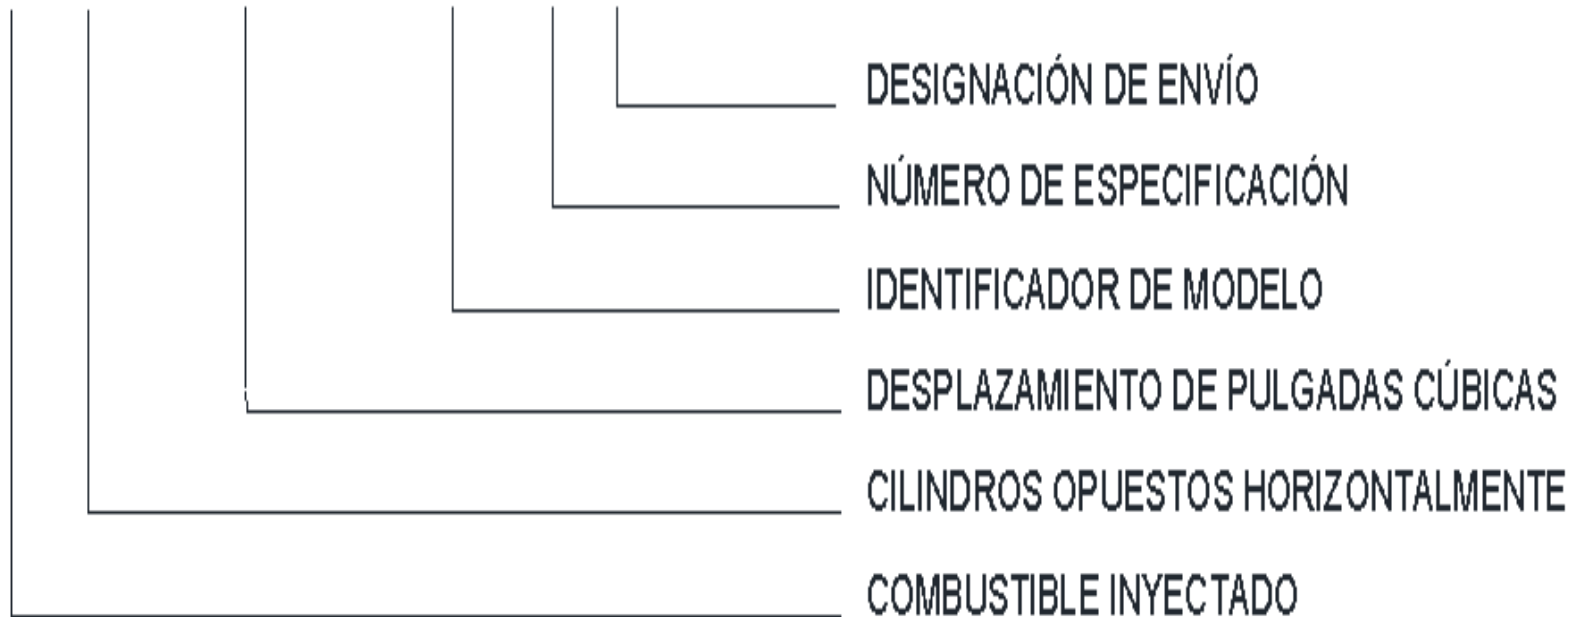 DESIGNACIÓN DE ENVÍO
NÚMERO DE ESPECIFICACIÓN
IDENTIFICADOR DE MODELO
DESPLAZAMIENTO DE PULGADAS CÚBICAS
CILINDROS OPUESTOS HORIZONTALMENTE
COMBUSTIBLE INYECTADO